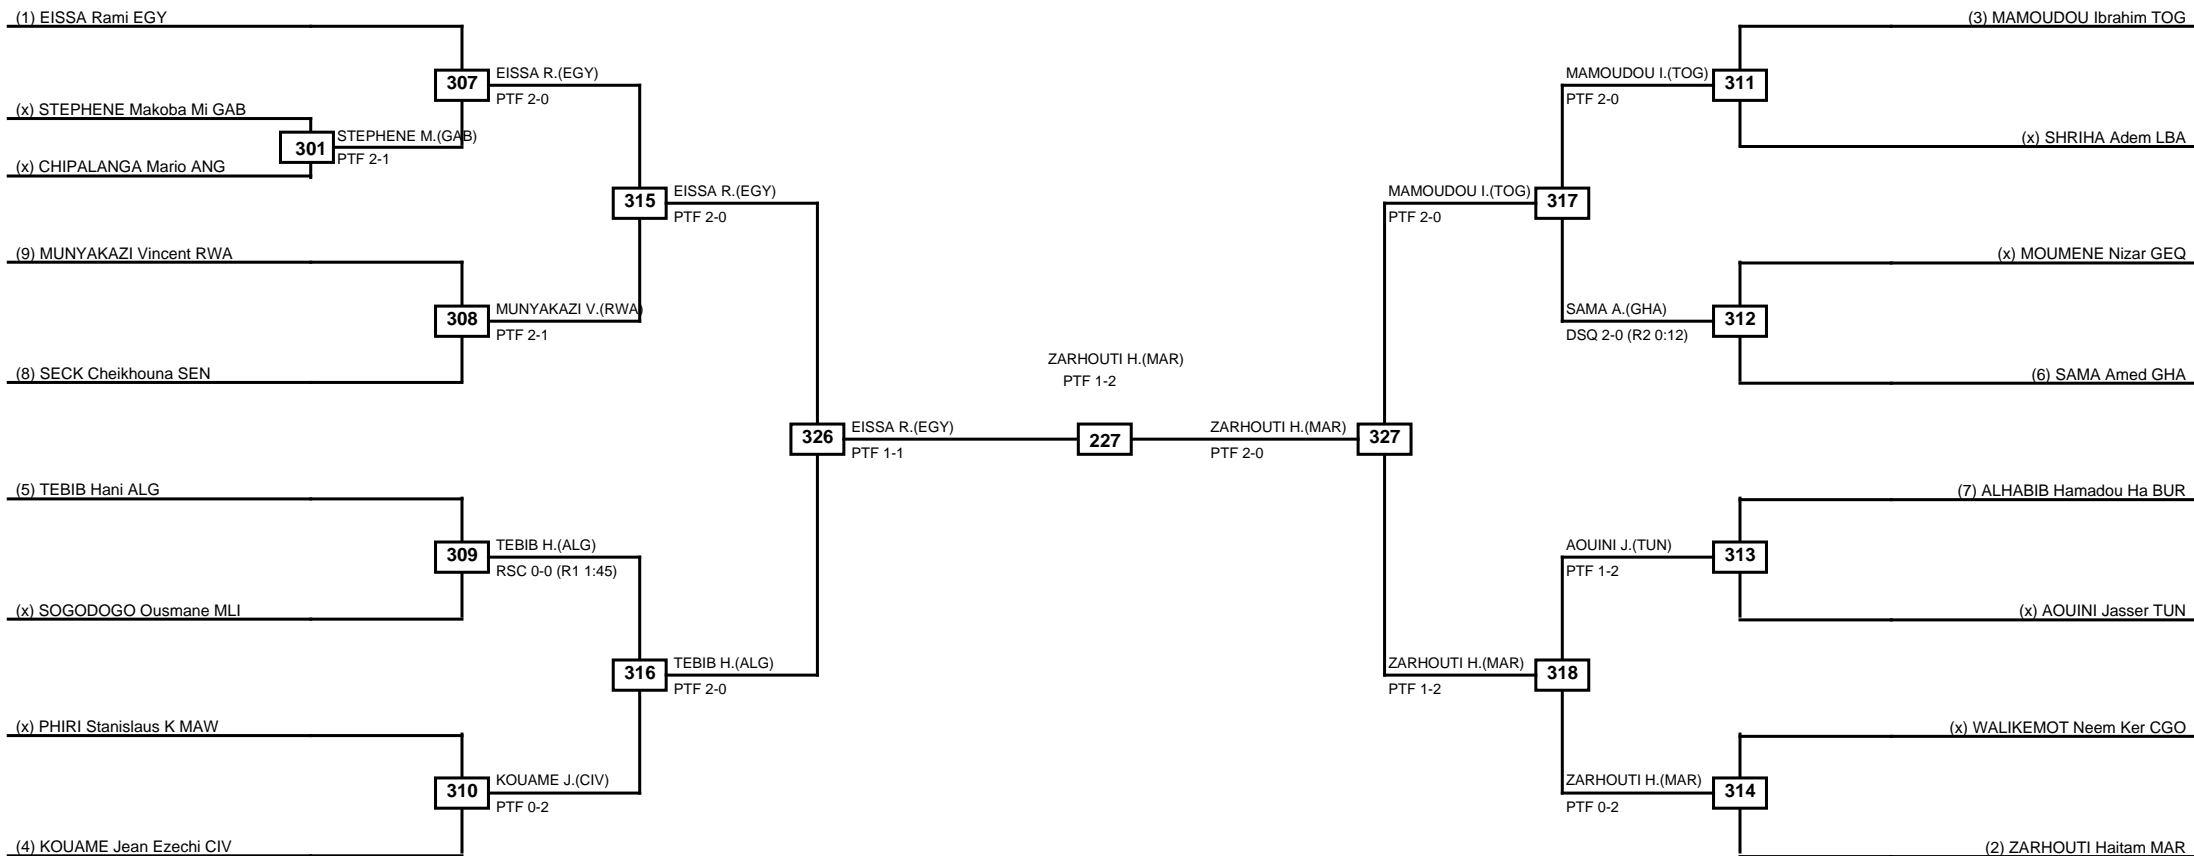 (1) EISSA Rami EGY
(3) MAMOUDOU Ibrahim TOG
307
EISSA R.(EGY)
PTF 2-0
MAMOUDOU I.(TOG)
PTF 2-0
311
(x) STEPHENE Makoba Mi GAB
301
STEPHENE M.(GAB)
PTF 2-1
(x) SHRIHA Adem LBA
(x) CHIPALANGA Mario ANG
315
EISSA R.(EGY)
PTF 2-0
MAMOUDOU I.(TOG)
PTF 2-0
317
(9) MUNYAKAZI Vincent RWA
(x) MOUMENE Nizar GEQ
308
MUNYAKAZI V.(RWA)
PTF 2-1
SAMA A.(GHA)
DSQ 2-0 (R2 0:12)
312
ZARHOUTI H.(MAR)
PTF 1-2
(8) SECK Cheikhouna SEN
(6) SAMA Amed GHA
326
EISSA R.(EGY)
PTF 1-1
227
ZARHOUTI H.(MAR)
PTF 2-0
327
(5) TEBIB Hani ALG
(7) ALHABIB Hamadou Ha BUR
309
TEBIB H.(ALG)
RSC 0-0 (R1 1:45)
AOUINI J.(TUN)
PTF 1-2
313
(x) SOGODOGO Ousmane MLI
(x) AOUINI Jasser TUN
316
TEBIB H.(ALG)
PTF 2-0
ZARHOUTI H.(MAR)
PTF 1-2
318
(x) PHIRI Stanislaus K MAW
(x) WALIKEMOT Neem Ker CGO
310
KOUAME J.(CIV)
PTF 0-2
ZARHOUTI H.(MAR)
PTF 0-2
314
(4) KOUAME Jean Ezechi CIV
(2) ZARHOUTI Haitam MAR